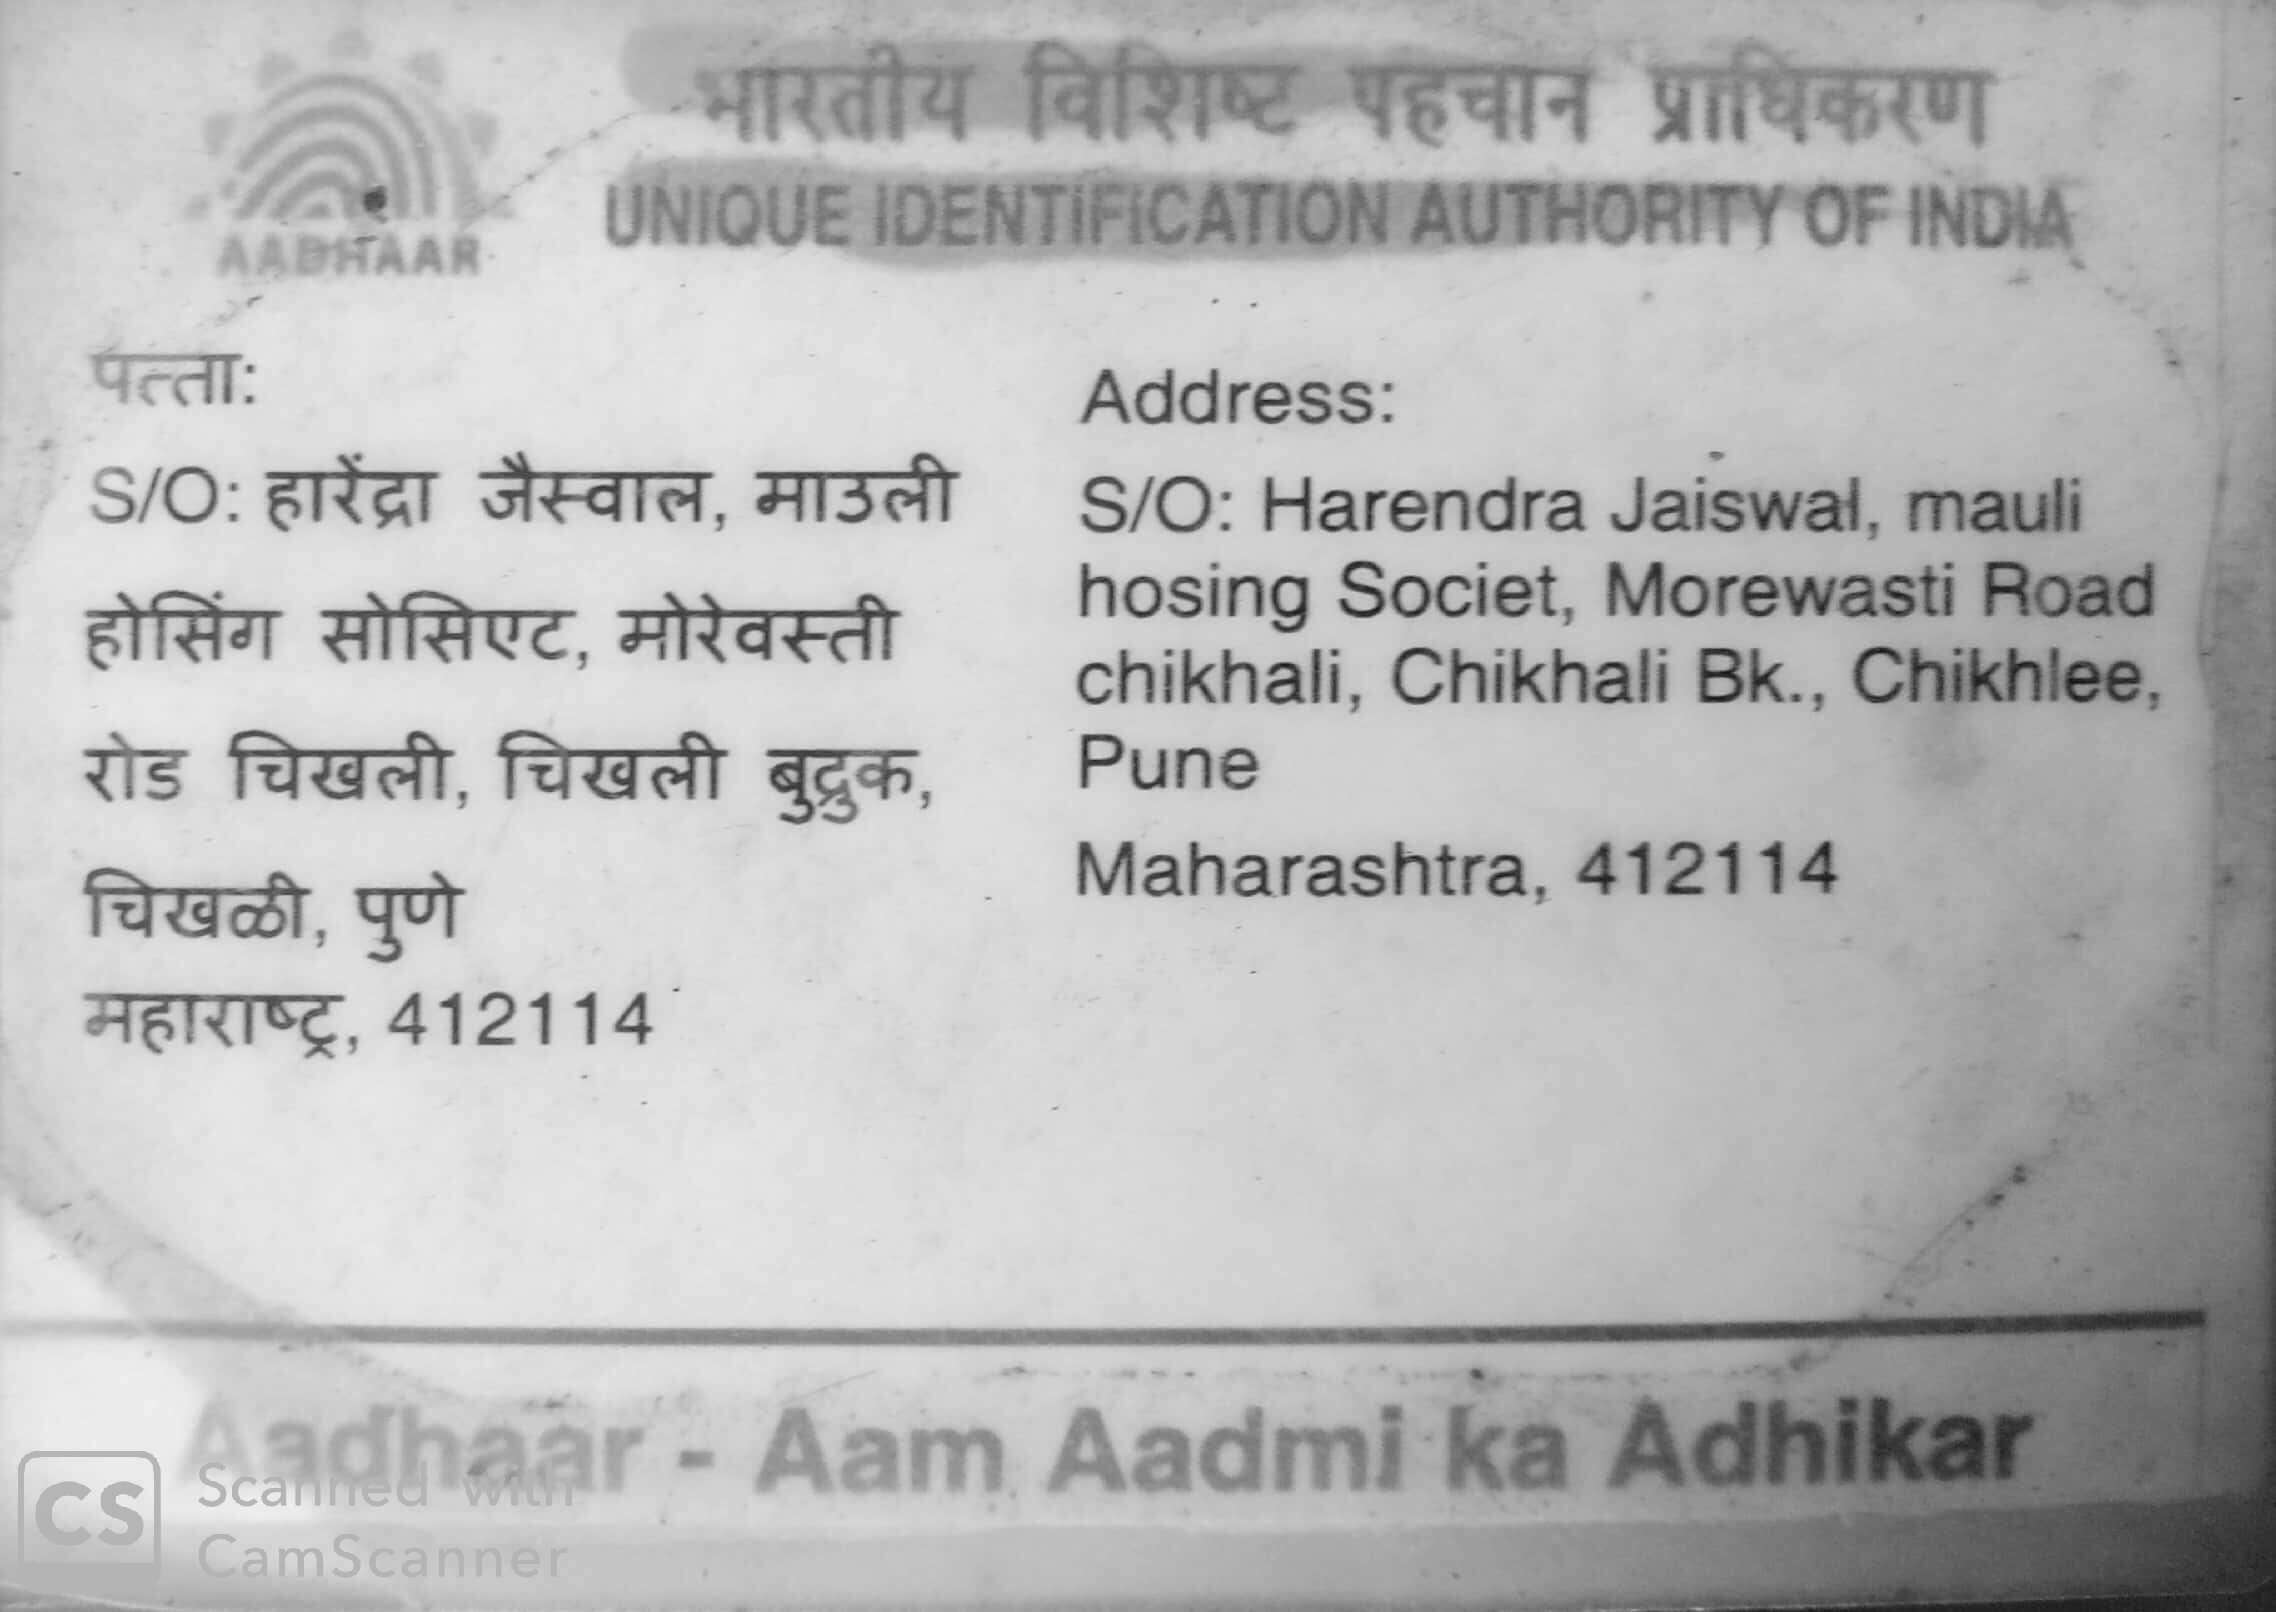 भारतीय विशिष्ट पहचान प्राधिकरण
UNIQUE IDENTIFICATION AUTHORITY OF INDIA
AADHAAR
पत्ता:
S/O: हारेंद्रा जैस्वाल, माउली
होसिंग सोसिएट, मोरेवस्ती
रोड चिखली, चिखली बुद्रुक,
चिखळी, पुणे
महाराष्ट्र, 412114
Address:
S/O: Harendra Jaiswal, mauli
hosing Societ, Morewasti Road
chikhali, Chikhali Bk., Chikhlee,
Pune
Maharashtra, 412114
Aadhaar - Aam Aadmi ka Adhikar
CS
Scanned with
CamScanner